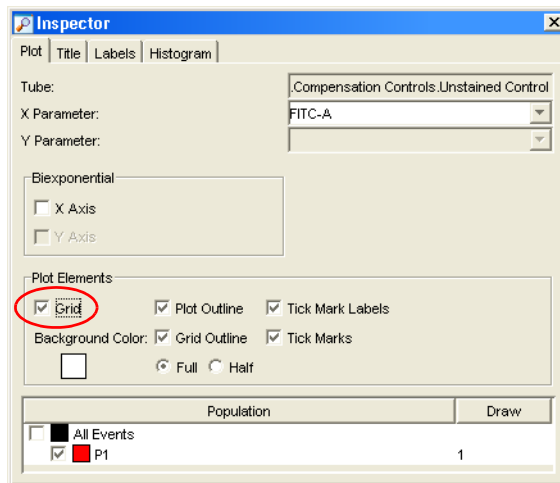 Inspector
Plot Title Labels Histogram
Tube: .Compensation Controls.Unstained Control
X Parameter: FITC-A
Y Parameter:
Biexponential
X Axis
Y Axis
Plot Elements
Grid Plot Outline Tick Mark Labels
Background Color: Grid Outline Tick Marks
Full Half
Population Draw
All Events
P1 1